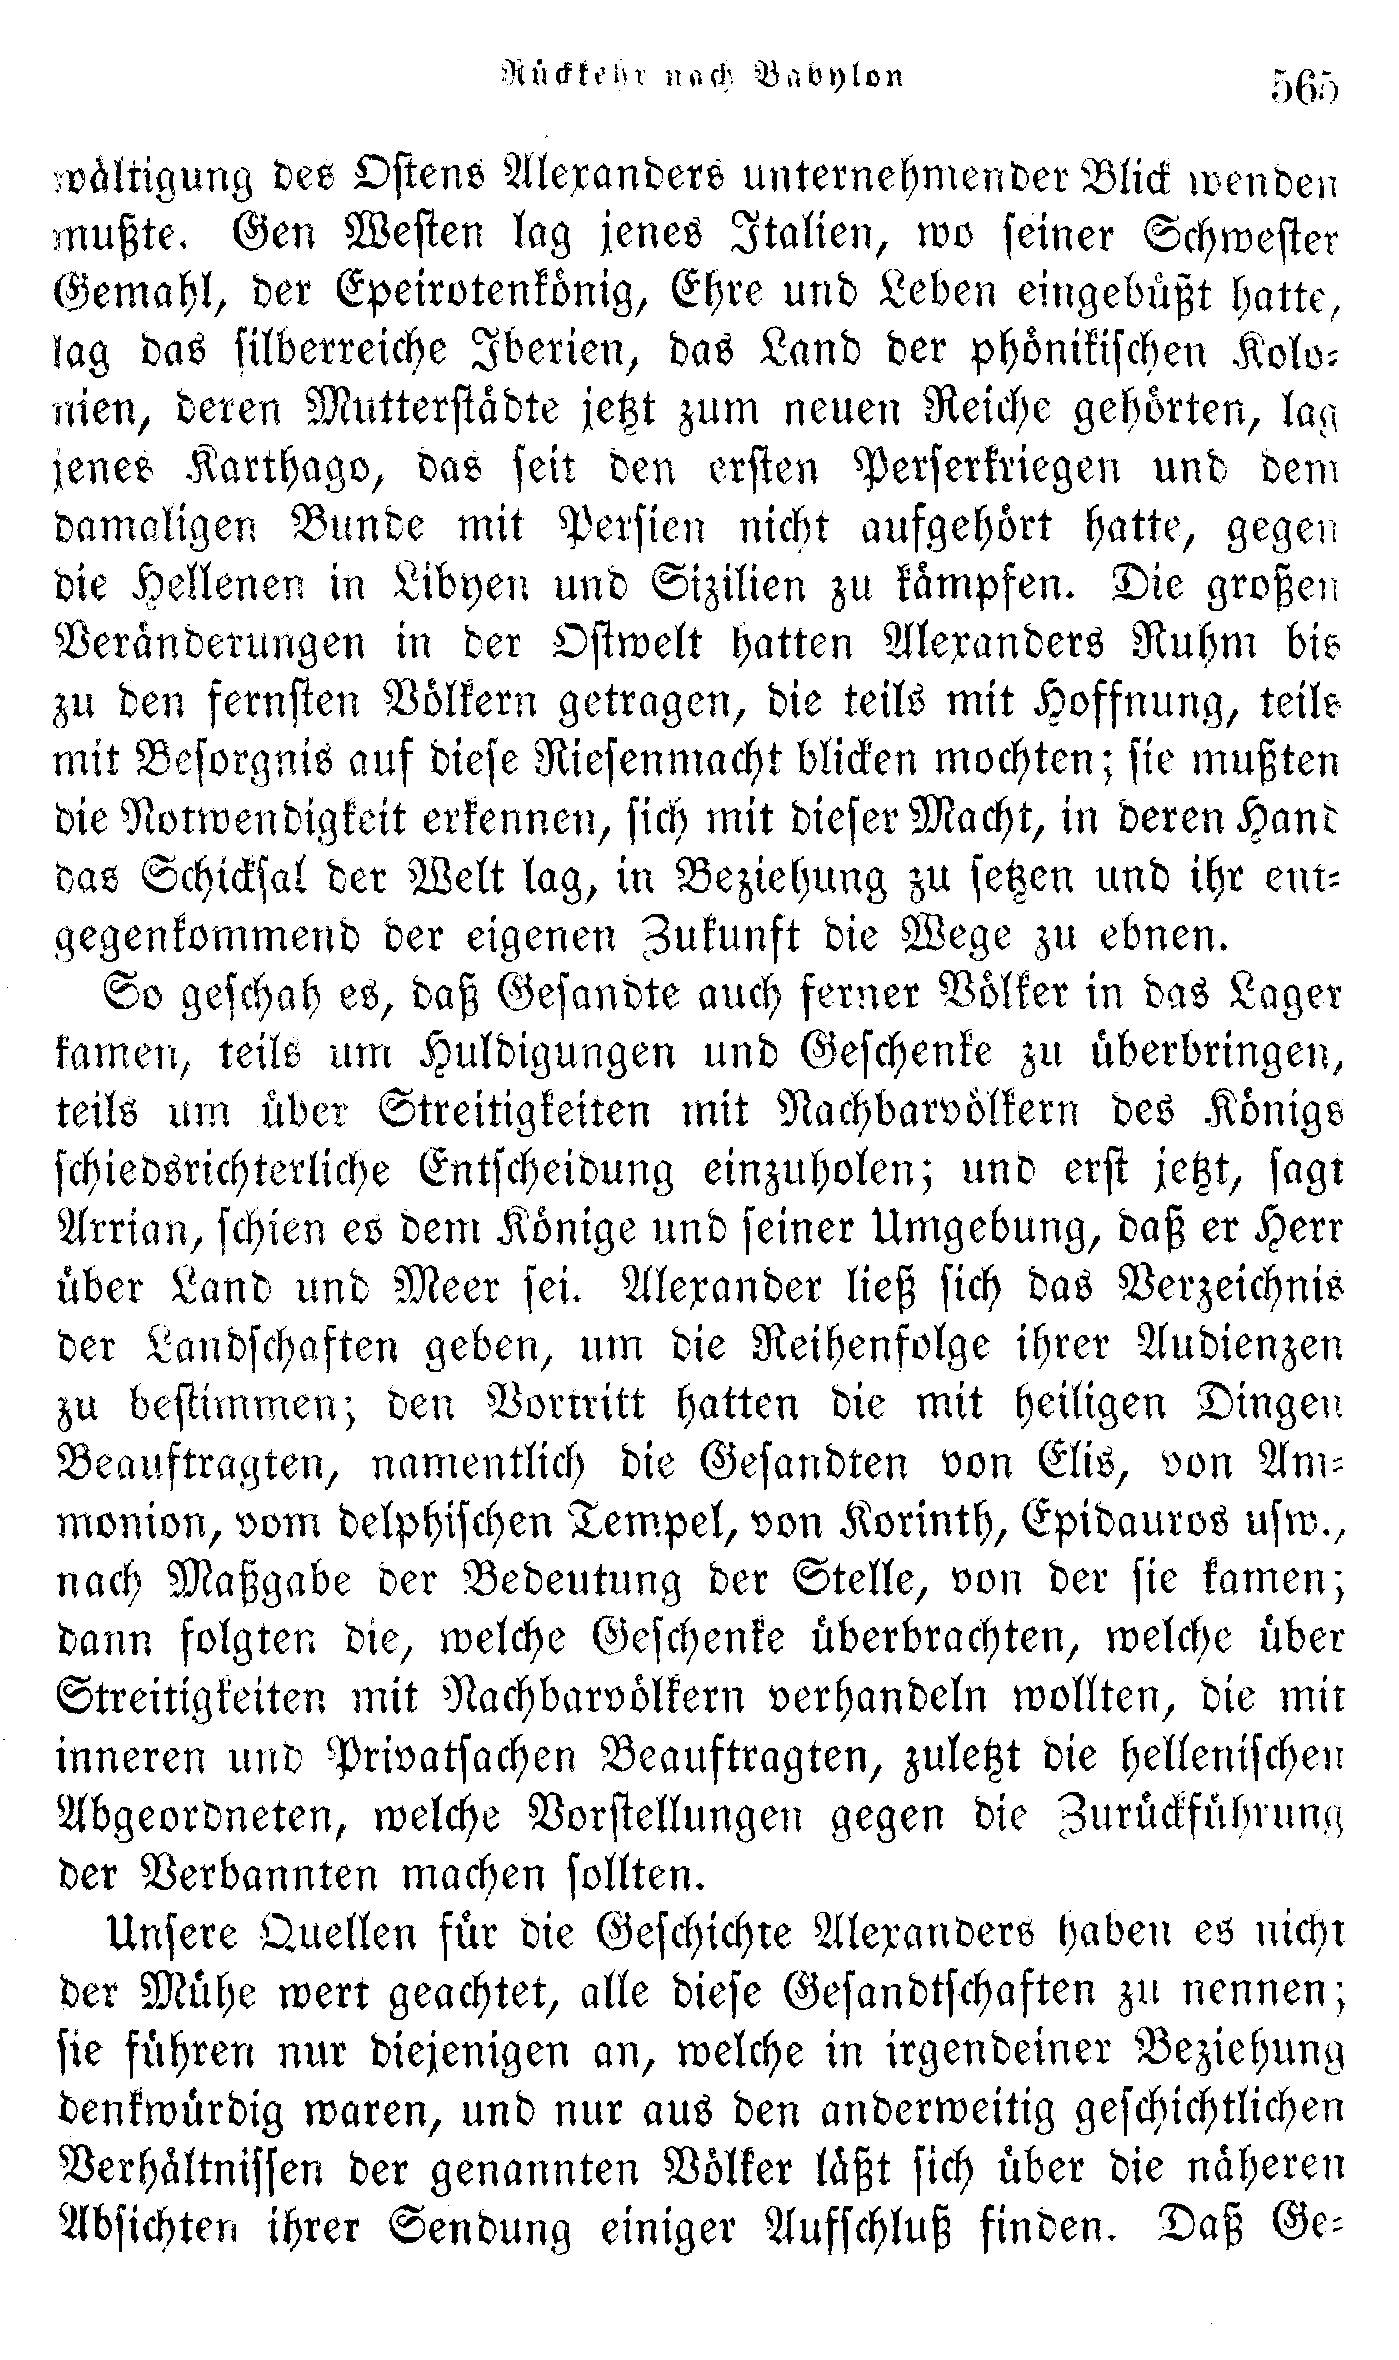 Rückkehr nach Babylon
565
wältigung des Ostens Alexanders unternehmender Blick wenden
mußte. Gen Westen lag jenes Italien, wo seiner Schwester
Gemahl, der Epeirotenkönig, Ehre und Leben eingebüßt hatte,
lag das silberreiche Iberien, das Land der phönikischen Kolo-
nien, deren Mutterstädte jetzt zum neuen Reiche gehörten, lag
jenes Karthago, das seit den ersten Perserkriegen und dem
damaligen Bunde mit Persien nicht aufgehört hatte, gegen
die Hellenen in Libyen und Sizilien zu kämpfen. Die großen
Veränderungen in der Ostwelt hatten Alexanders Ruhm bis
zu den fernsten Völkern getragen, die teils mit Hoffnung, teils
mit Besorgnis auf diese Riesenmacht blicken mochten; sie mußten
die Notwendigkeit erkennen, sich mit dieser Macht, in deren Hand
das Schicksal der Welt lag, in Beziehung zu setzen und ihr ent-
gegenkommend der eigenen Zukunft die Wege zu ebnen.
So geschah es, daß Gesandte auch ferner Völker in das Lager
kamen, teils um Huldigungen und Geschenke zu überbringen,
teils um über Streitigkeiten mit Nachbarvölkern des Königs
schiedsrichterliche Entscheidung einzuholen; und erst jetzt, sagt
Arrian, schien es dem Könige und seiner Umgebung, daß er Herr
über Land und Meer sei. Alexander ließ sich das Verzeichnis
der Landschaften geben, um die Reihenfolge ihrer Audienzen
zu bestimmen; den Vortritt hatten die mit heiligen Dingen
Beauftragten, namentlich die Gesandten von Elis, von Am-
monion, vom delphischen Tempel, von Korinth, Epidauros usw.,
nach Maßgabe der Bedeutung der Stelle, von der sie kamen;
dann folgten die, welche Geschenke überbrachten, welche über
Streitigkeiten mit Nachbarvölkern verhandeln wollten, die mit
inneren und Privatsachen Beauftragten, zuletzt die hellenischen
Abgeordneten, welche Vorstellungen gegen die Zurückführung
der Verbannten machen sollten.
Unsere Quellen für die Geschichte Alexanders haben es nicht
der Mühe wert geachtet, alle diese Gesandtschaften zu nennen;
sie führen nur diejenigen an, welche in irgendeiner Beziehung
denkwürdig waren, und nur aus den anderweitig geschichtlichen
Verhältnissen der genannten Völker läßt sich über die näheren
Absichten ihrer Sendung einiger Aufschluß finden. Daß Ge-